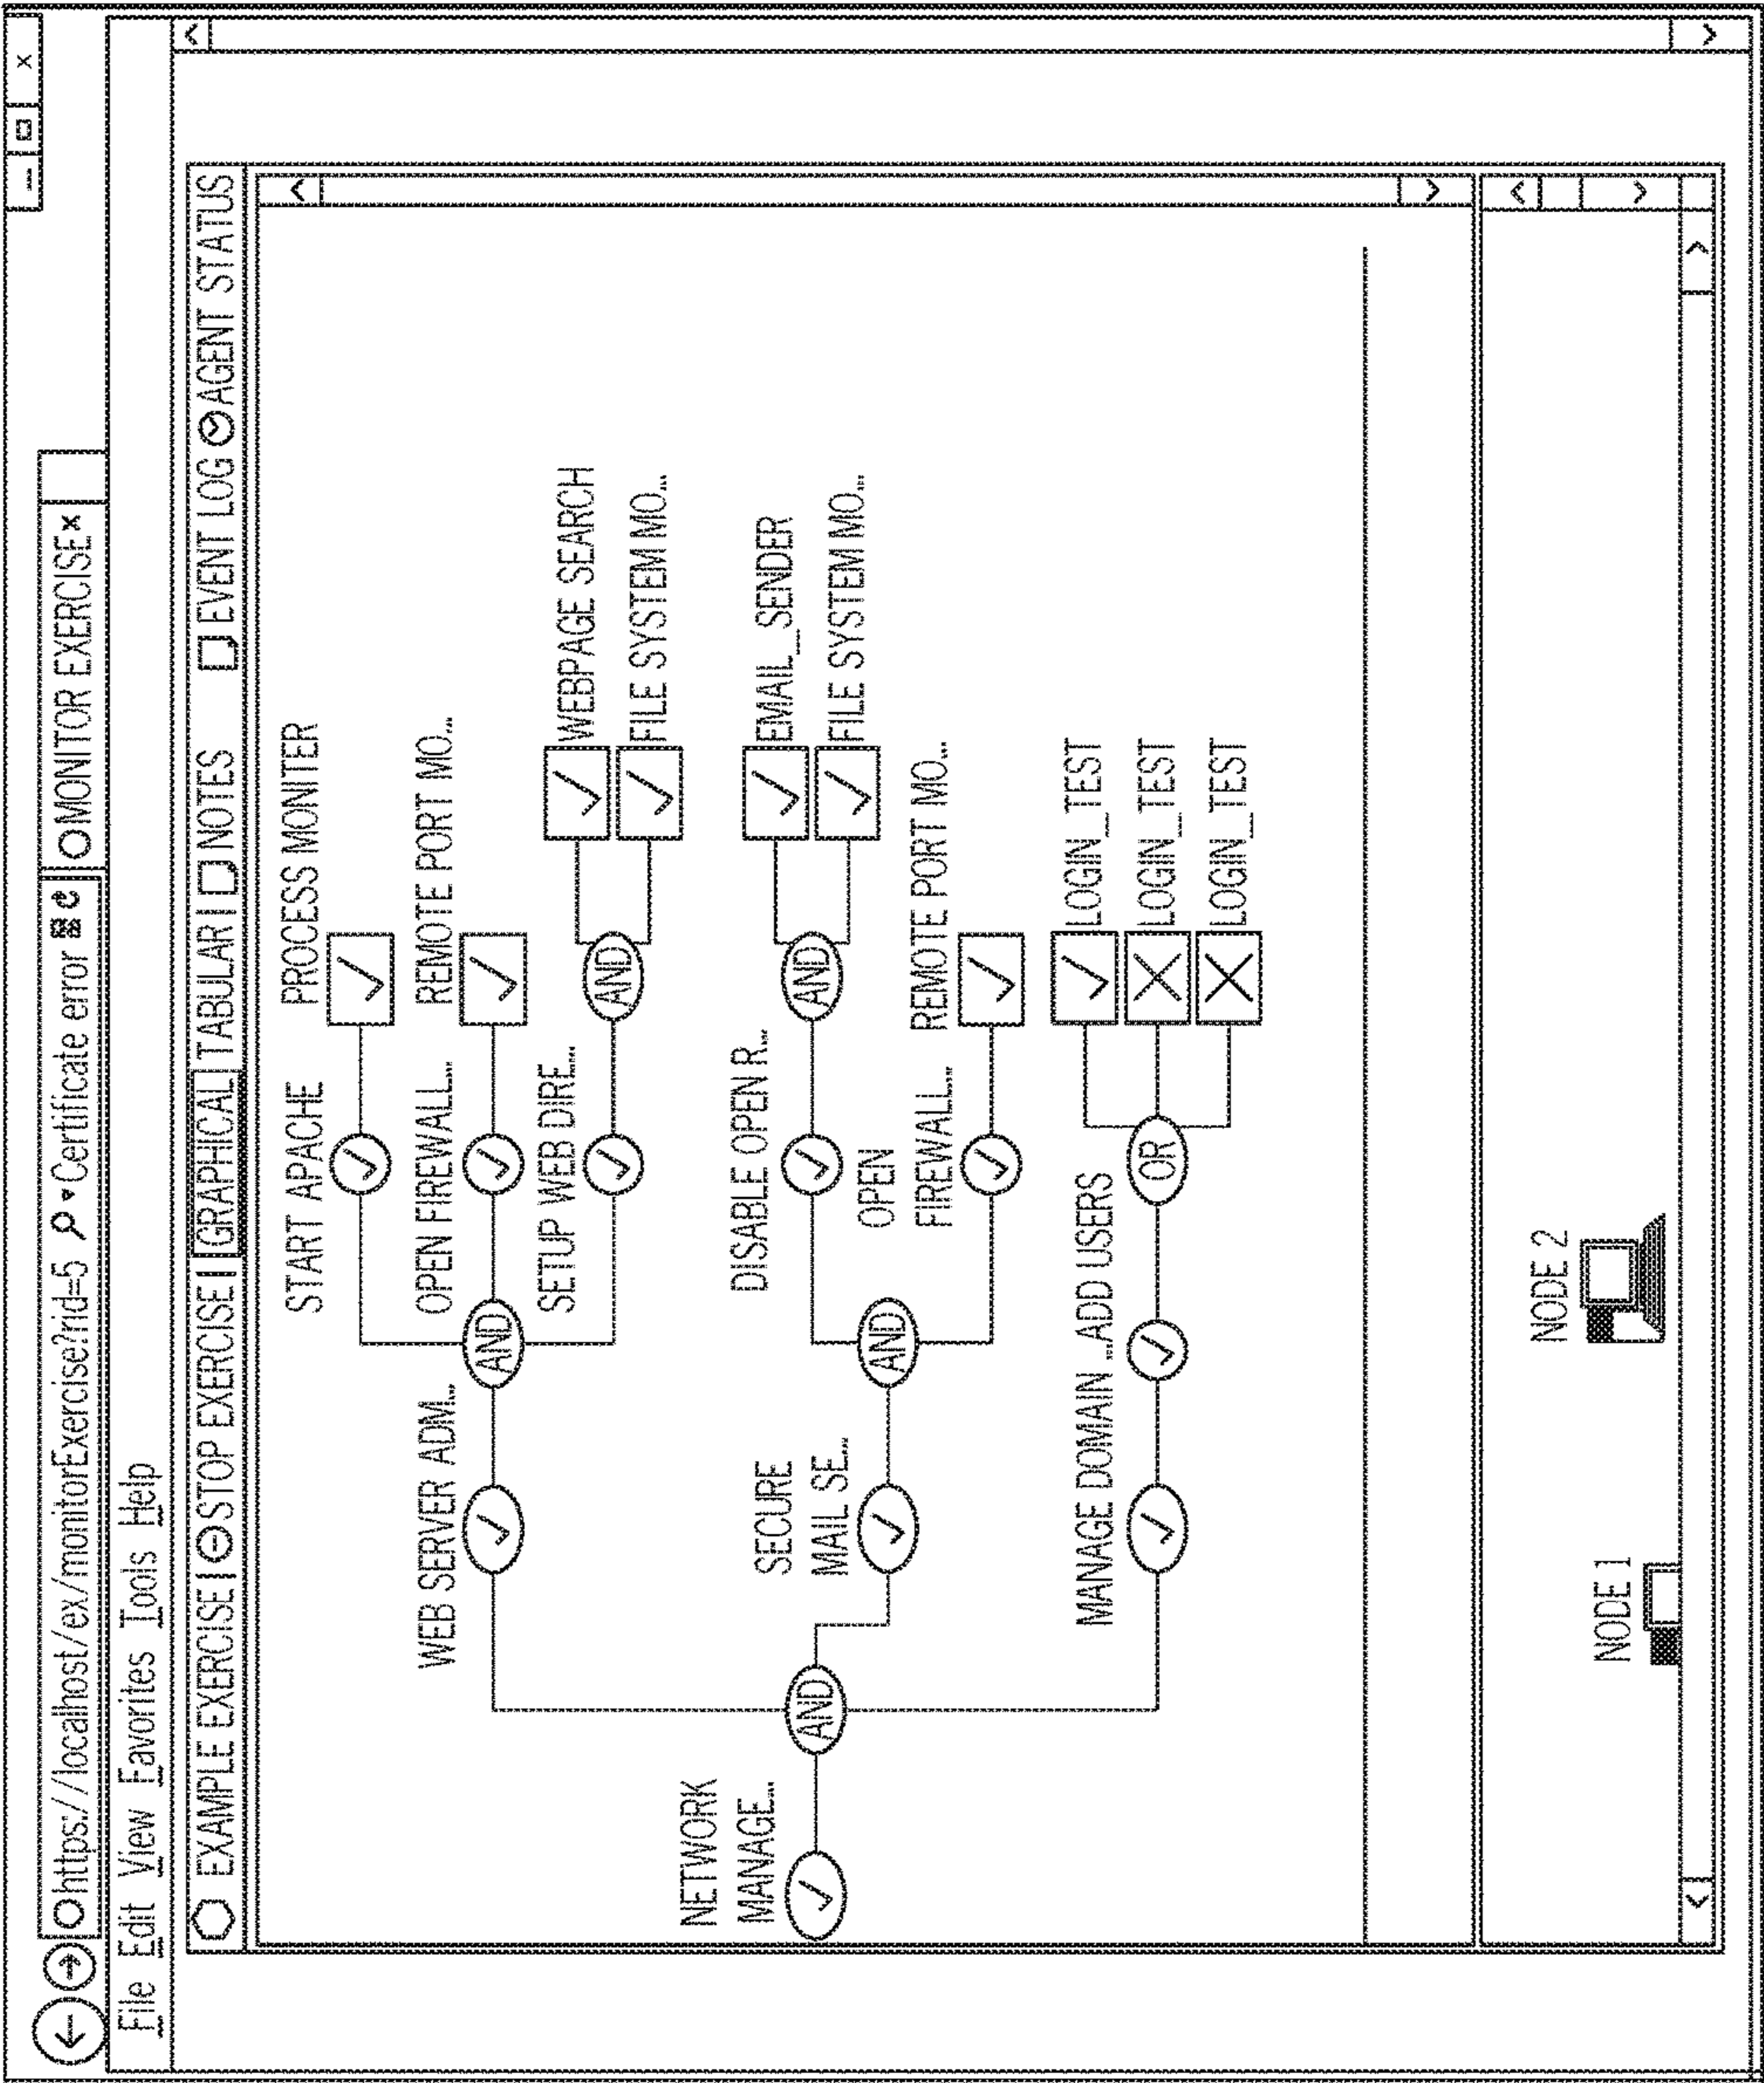 https://localhost/ex/monitorExercise?rid=5 Certificate error MONITOR EXERCISE x
File Edit View Favorites Tools Help
EXAMPLE EXERCISE | STOP EXERCISE | GRAPHICAL | TABULAR | NOTES EVENT LOG AGENT STATUS
START APACHE PROCESS MONITER
WEB SERVER ADM... OPEN FIREWALL... REMOTE PORT MO...
AND
SETUP WEB DIRE... WEBPAGE SEARCH
AND
FILE SYSTEM MO...
NETWORK
MANAGE...
AND
DISABLE OPEN R... EMAIL_SENDER
AND
FILE SYSTEM MO...
SECURE
MAIL SE...
AND
OPEN
FIREWALL...
REMOTE PORT MO...
MANAGE DOMAIN ...ADD USERS LOGIN_TEST
OR LOGIN_TEST
LOGIN_TEST
NODE 2
NODE 1